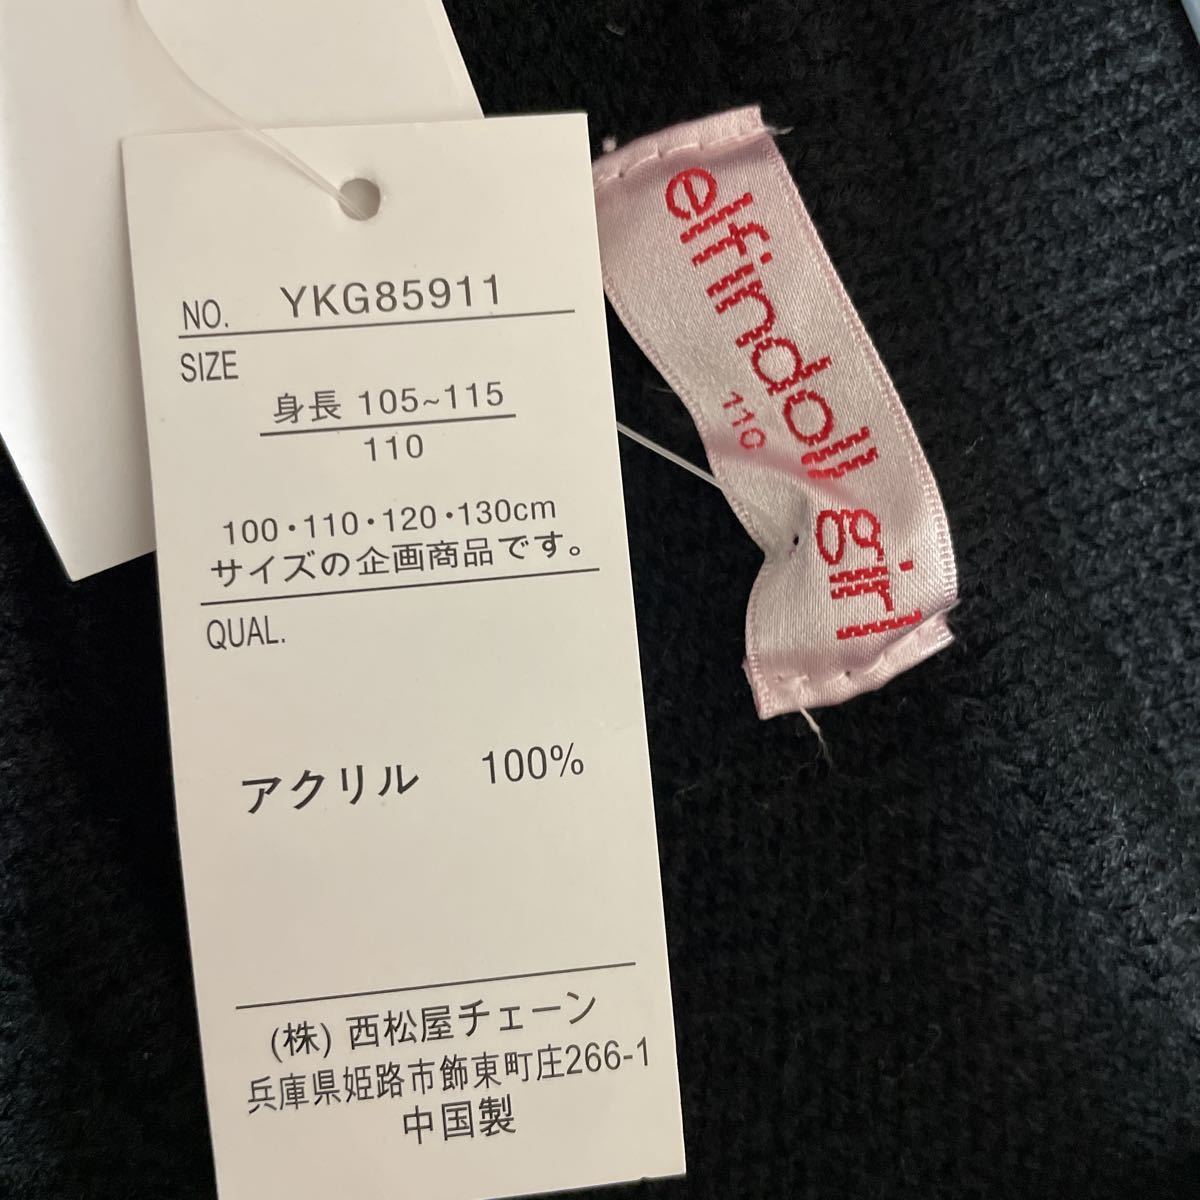 NO. YKG85911
SIZE
身長 105~115
110
100・110・120・130cm
サイズの企画商品です。
QUAL.
アクリル 100%
(株) 西松屋チェーン
兵庫県姫路市飾東町庄266-1
中国製
elfindoll girl
110